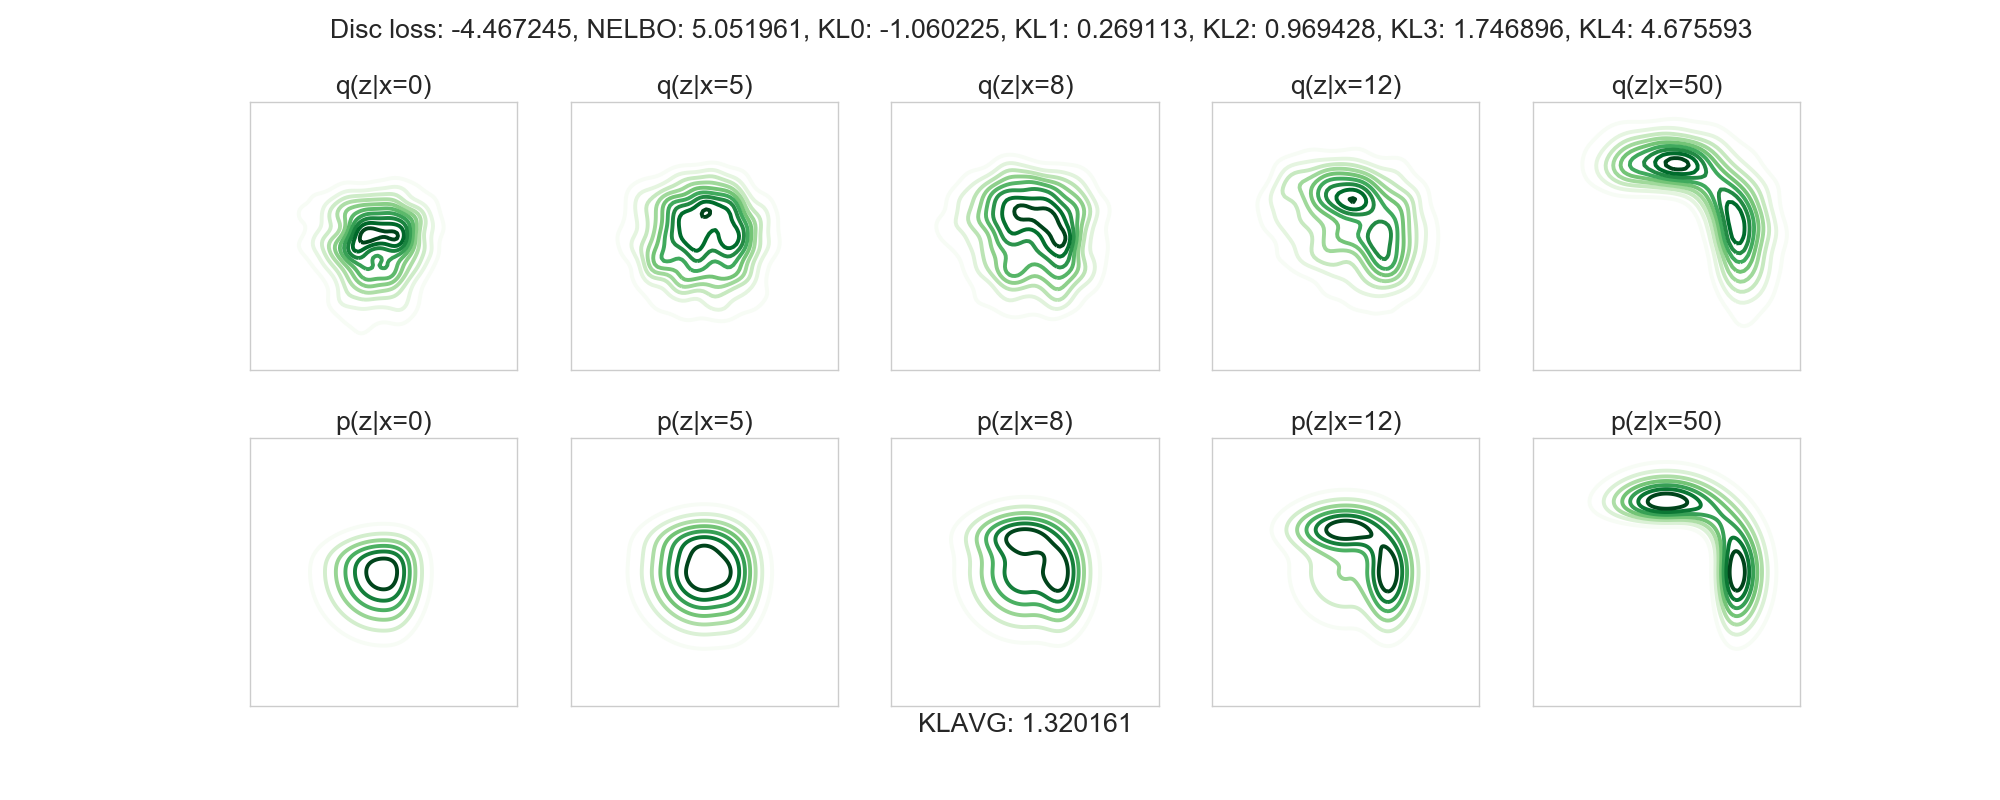 Disc loss: -4.467245, NELBO: 5.051961, KL0: -1.060225, KL1: 0.269113, KL2: 0.969428, KL3: 1.746896, KL4: 4.675593
q(z|x=0) q(z|x=5) q(z|x=8) q(z|x=12) q(z|x=50)
p(z|x=0) p(z|x=5) p(z|x=8) p(z|x=12) p(z|x=50)
KLAVG: 1.320161